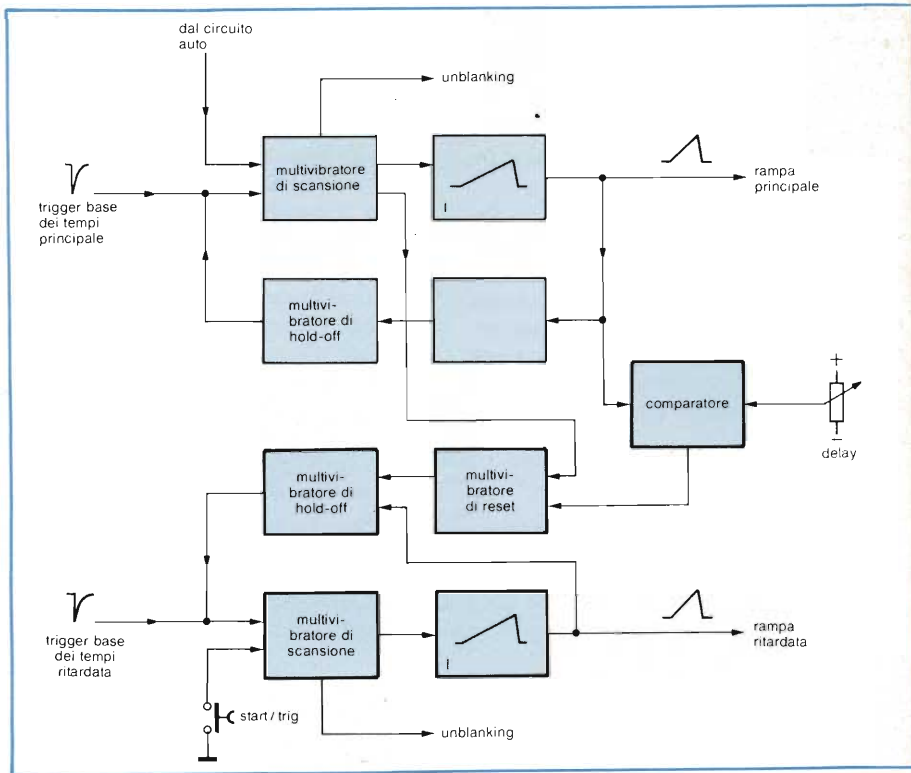 dal circuito
auto
unblanking
multivibratore
di scansione
I
rampa
principale
trigger base
dei tempi
principale
multivi-
bratore di
hold-off
comparatore
+
−
delay
multivi-
bratore di
hold-off
multivi-
bratore
di reset
trigger base
dei tempi
ritardata
multivi-
bratore di
scansione
I
rampa
ritardata
start / trig
unblanking